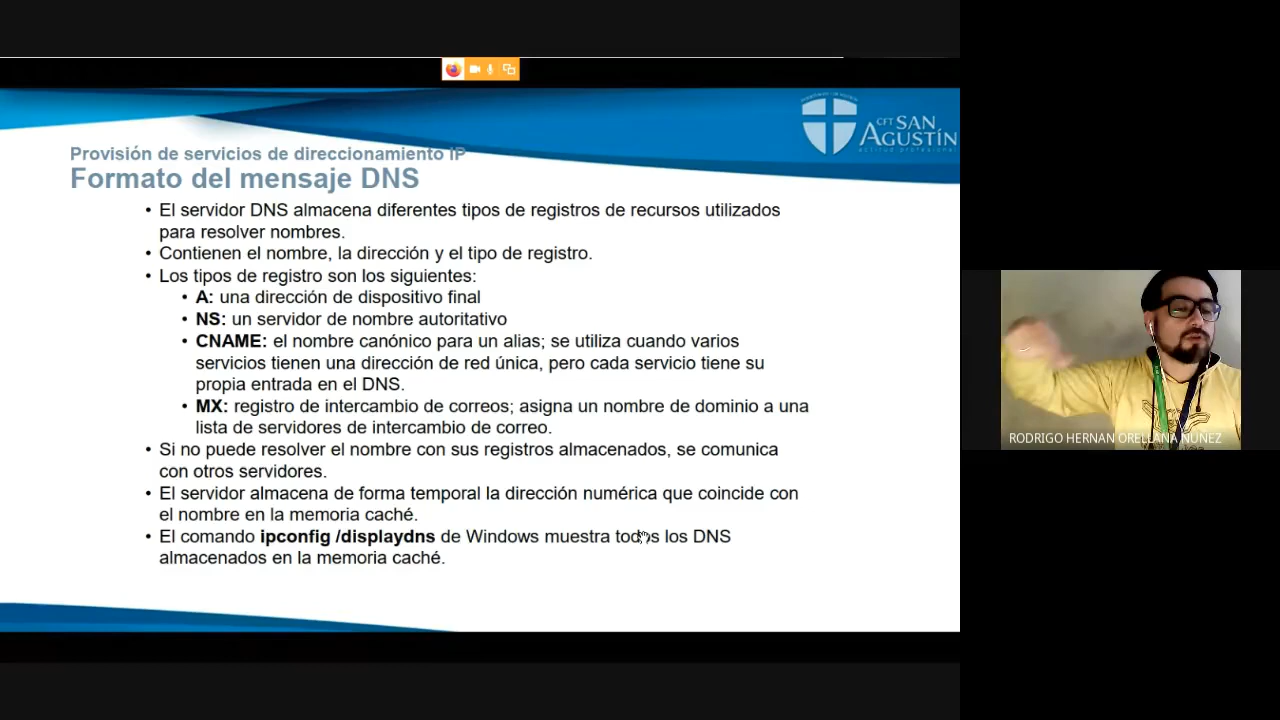 CFT SAN
AGUSTÍN
actitud profesional
Provisión de servicios de direccionamiento IP
Formato del mensaje DNS
• El servidor DNS almacena diferentes tipos de registros de recursos utilizados
para resolver nombres.
• Contienen el nombre, la dirección y el tipo de registro.
• Los tipos de registro son los siguientes:
• A: una dirección de dispositivo final
• NS: un servidor de nombre autoritativo
• CNAME: el nombre canónico para un alias; se utiliza cuando varios
servicios tienen una dirección de red única, pero cada servicio tiene su
propia entrada en el DNS.
• MX: registro de intercambio de correos; asigna un nombre de dominio a una
lista de servidores de intercambio de correo.
• Si no puede resolver el nombre con sus registros almacenados, se comunica
con otros servidores.
• El servidor almacena de forma temporal la dirección numérica que coincide con
el nombre en la memoria caché.
• El comando ipconfig /displaydns de Windows muestra todos los DNS
almacenados en la memoria caché.
RODRIGO HERNAN ORELLANA NUNEZ